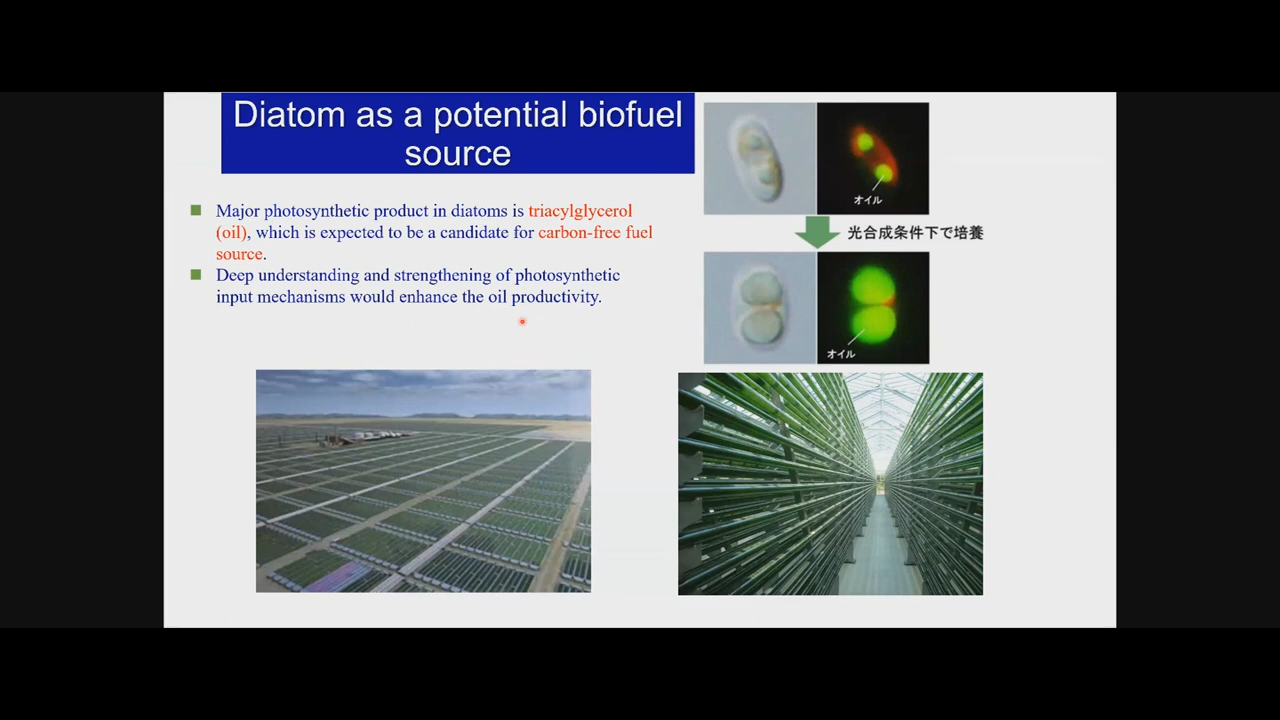 Diatom as a potential biofuel
source
Major photosynthetic product in diatoms is triacylglycerol
(oil), which is expected to be a candidate for carbon-free fuel
source.
Deep understanding and strengthening of photosynthetic
input mechanisms would enhance the oil productivity.
オイル
光合成条件下で培養
オイル